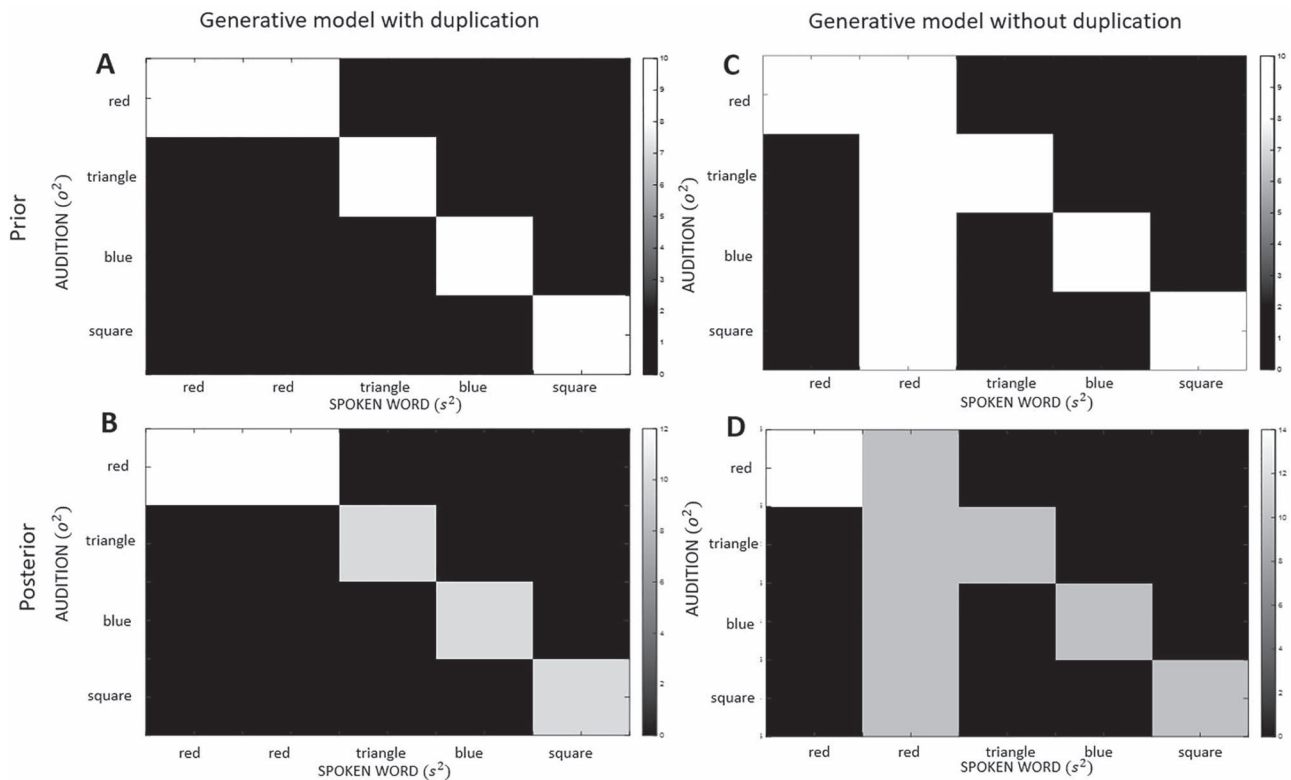 Generative model with duplication
Generative model without duplication
Prior
A
AUDITION (o²)
red
triangle
blue
square
red red triangle blue square
SPOKEN WORD (s²)
10
9
8
7
6
5
4
3
2
1
0
C
AUDITION (o²)
red
triangle
blue
square
red red triangle blue square
SPOKEN WORD (s²)
10
9
8
7
6
5
4
3
2
1
0
Posterior
B
AUDITION (o²)
red
triangle
blue
square
red red triangle blue square
SPOKEN WORD (s²)
12
10
8
6
4
2
0
D
AUDITION (o²)
red
triangle
blue
square
red red triangle blue square
SPOKEN WORD (s²)
14
12
10
8
6
4
2
0